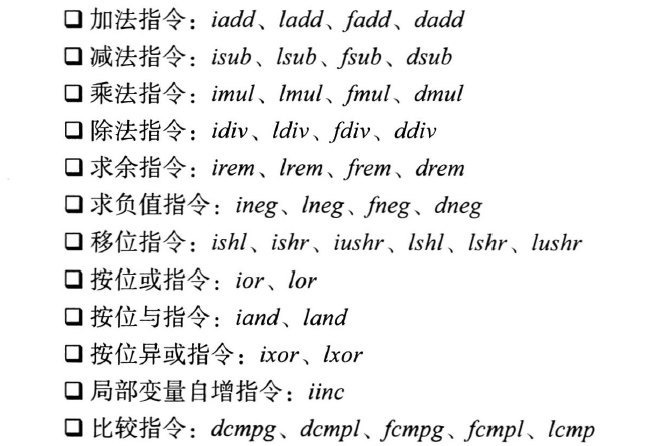 ❑ 加法指令：iadd、ladd、fadd、dadd
❑ 减法指令：isub、lsub、fsub、dsub
❑ 乘法指令：imul、lmul、fmul、dmul
❑ 除法指令：idiv、ldiv、fdiv、ddiv
❑ 求余指令：irem、lrem、frem、drem
❑ 求负值指令：ineg、lneg、fneg、dneg
❑ 移位指令：ishl、ishr、iushr、lshl、lshr、lushr
❑ 按位或指令：ior、lor
❑ 按位与指令：iand、land
❑ 按位异或指令：ixor、lxor
❑ 局部变量自增指令：iinc
❑ 比较指令：dcmpg、dcmpl、fcmpg、fcmpl、lcmp